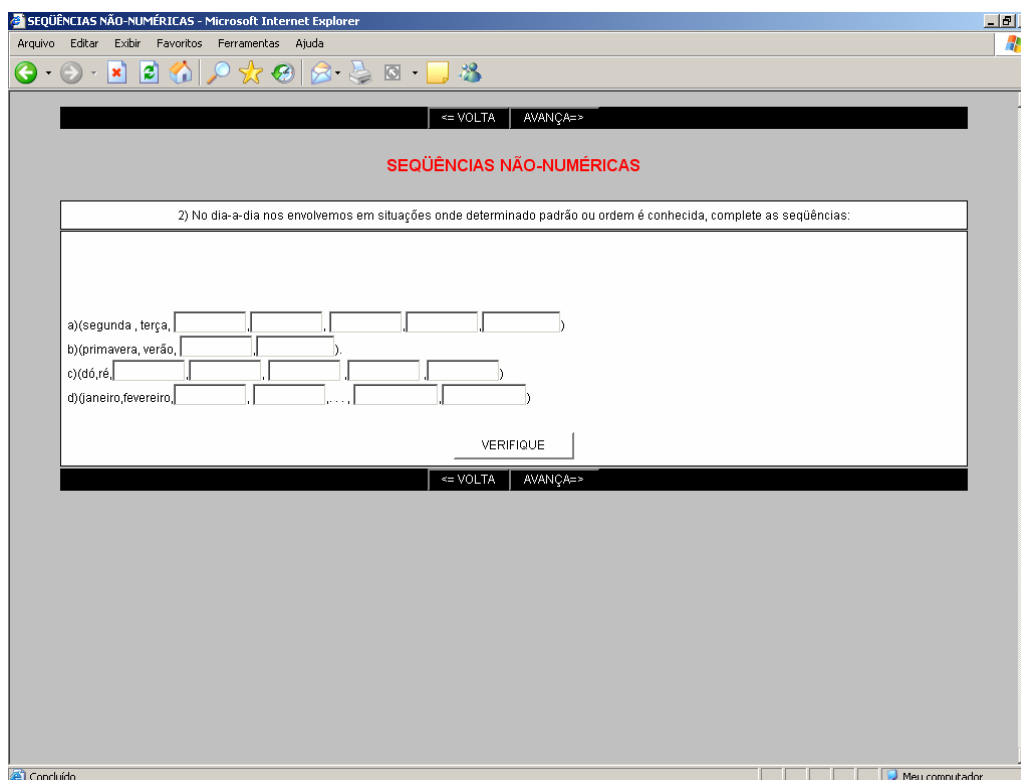 SEQÜÊNCIAS NÃO-NUMÉRICAS - Microsoft Internet Explorer
Arquivo Editar Exibir Favoritos Ferramentas Ajuda
<= VOLTA AVANÇA=>
SEQÜÊNCIAS NÃO-NUMÉRICAS
2) No dia-a-dia nos envolvemos em situações onde determinado padrão ou ordem é conhecida, complete as seqüências:
a)(segunda , terça, , , , , )
b)(primavera, verão, , ).
c)(dó,ré, , , , , )
d)(janeiro,fevereiro, , ,. . . , , )
VERIFIQUE
<= VOLTA AVANÇA=>
Concluído Meu computador